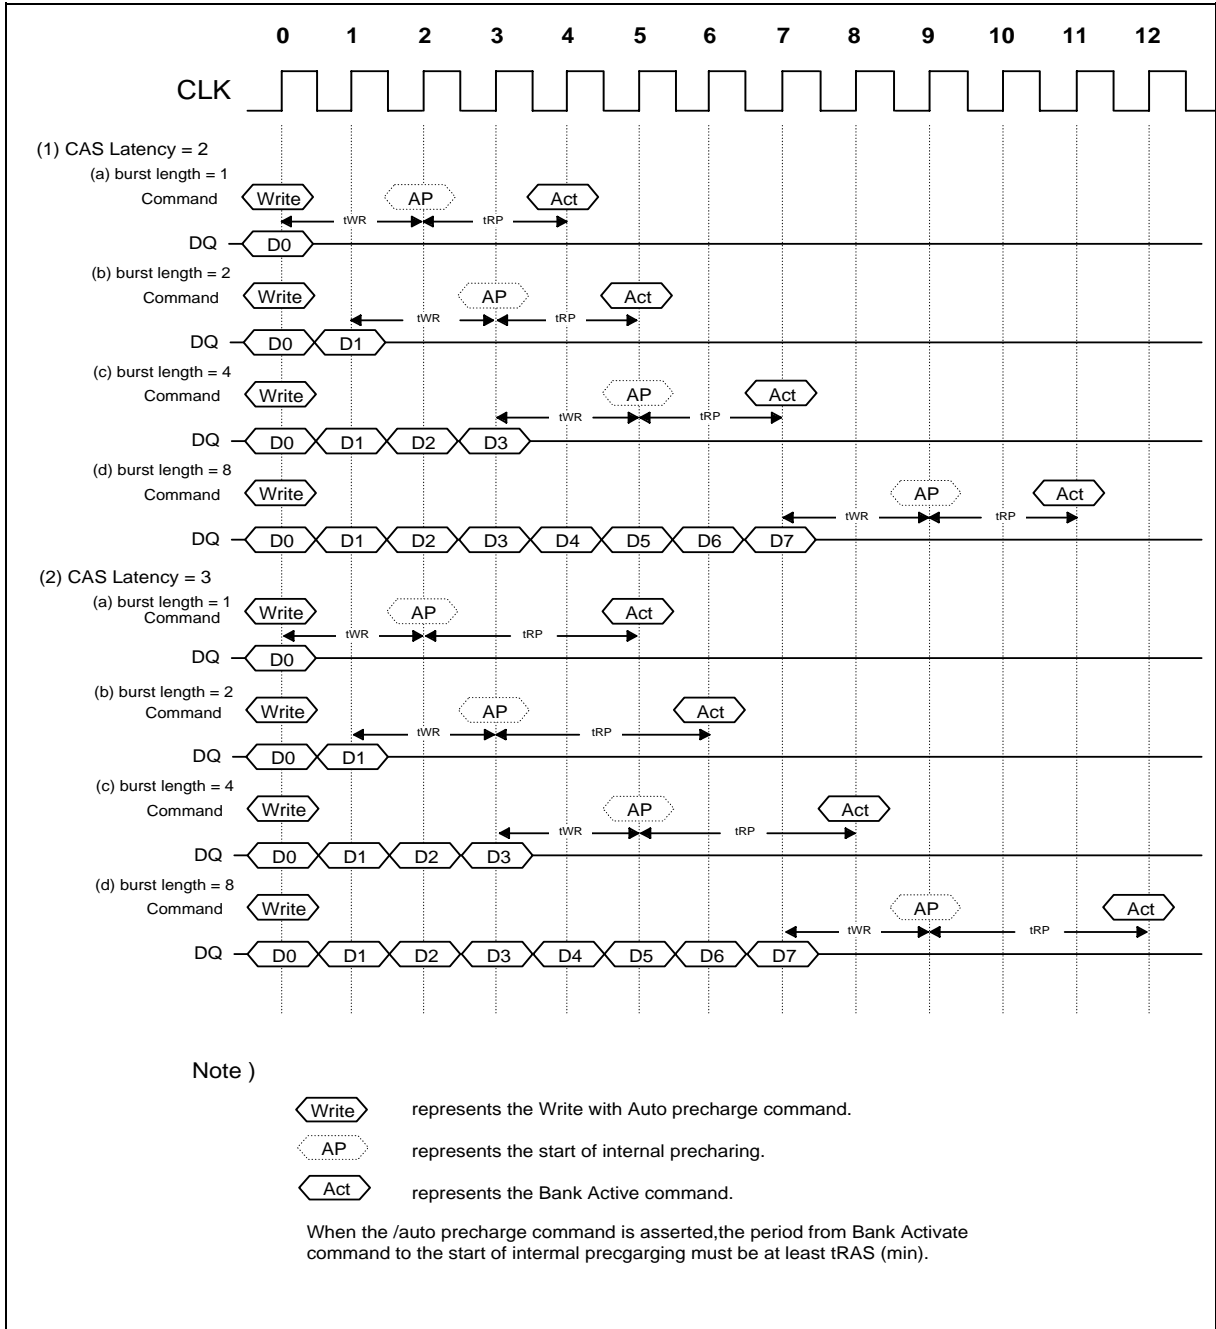 0 1 2 3 4 5 6 7 8 9 10 11 12
CLK
(1) CAS Latency = 2
(a) burst length = 1
Command Write AP Act
tWR tRP
DQ D0
(b) burst length = 2
Command Write AP Act
tWR tRP
DQ D0 D1
(c) burst length = 4
Command Write AP Act
tWR tRP
DQ D0 D1 D2 D3
(d) burst length = 8
Command Write AP Act
tWR tRP
DQ D0 D1 D2 D3 D4 D5 D6 D7
(2) CAS Latency = 3
(a) burst length = 1
Command Write AP Act
tWR tRP
DQ D0
(b) burst length = 2
Command Write AP Act
tWR tRP
DQ D0 D1
(c) burst length = 4
Command Write AP Act
tWR tRP
DQ D0 D1 D2 D3
(d) burst length = 8
Command Write AP Act
tWR tRP
DQ D0 D1 D2 D3 D4 D5 D6 D7
Note )
Write represents the Write with Auto precharge command.
AP represents the start of internal precharing.
Act represents the Bank Active command.
When the /auto precharge command is asserted,the period from Bank Activate
command to the start of intermal precgarging must be at least tRAS (min).